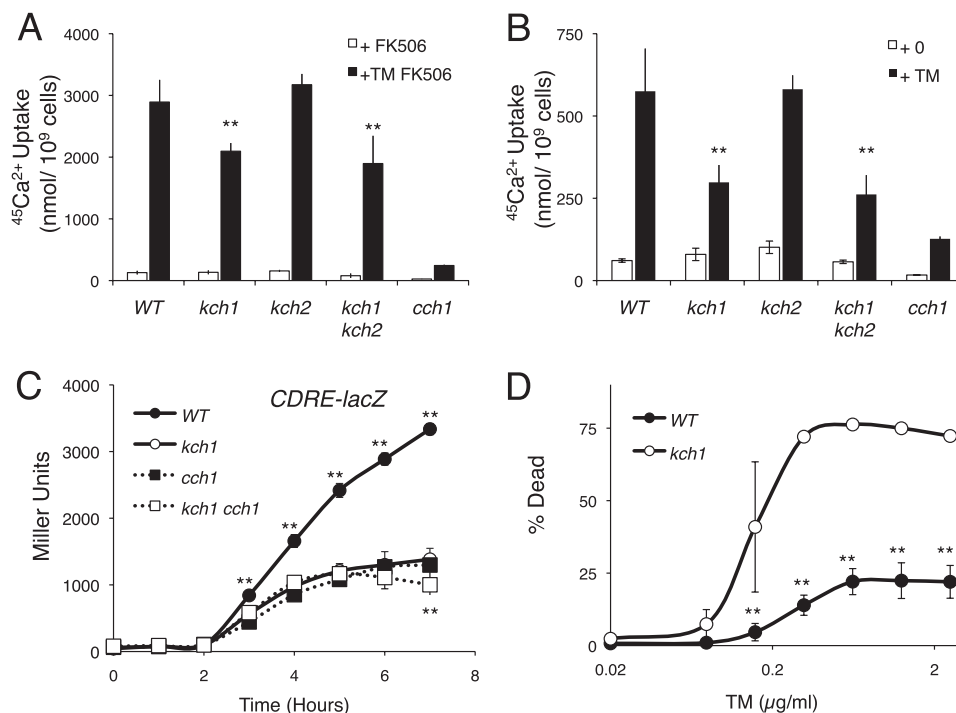 A
⁴⁵Ca²⁺ Uptake
(nmol/ 10⁹ cells)
4000
3000
2000
1000
0
+ FK506
+TM FK506
**
**
WT
kch1
kch2
kch1
kch2
cch1
B
⁴⁵Ca²⁺ Uptake
(nmol/ 10⁹ cells)
750
500
250
0
+ 0
+ TM
**
**
WT
kch1
kch2
kch1
kch2
cch1
C
CDRE-lacZ
Miller Units
4000
3000
2000
1000
0
WT
kch1
cch1
kch1 cch1
**
**
**
**
**
**
0
2
4
6
8
Time (Hours)
D
% Dead
75
50
25
0
WT
kch1
**
**
**
**
**
0.02
0.2
2
TM (µg/ml)